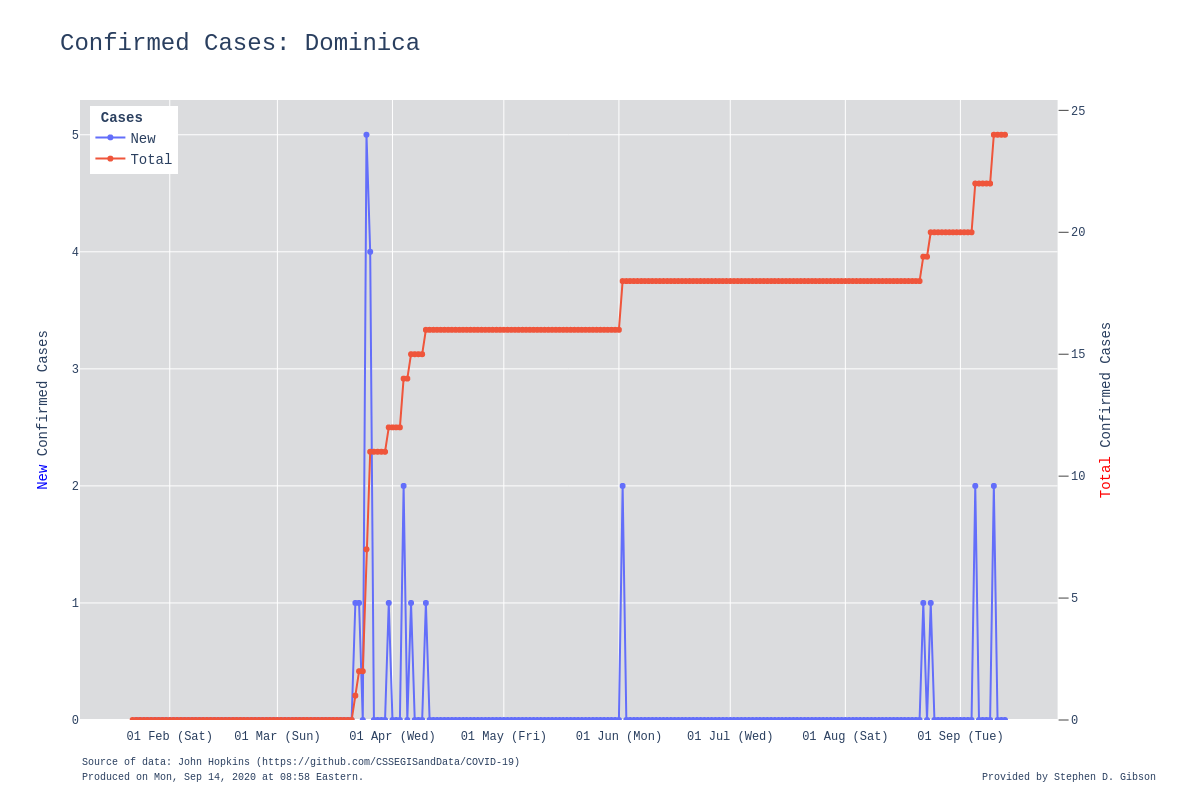 Confirmed Cases: Dominica
Cases
New
Total
5
4
3
2
1
0
25
20
15
10
5
0
New Confirmed Cases
Total Confirmed Cases
01 Feb (Sat) 01 Mar (Sun) 01 Apr (Wed) 01 May (Fri) 01 Jun (Mon) 01 Jul (Wed) 01 Aug (Sat) 01 Sep (Tue)
Source of data: John Hopkins (https://github.com/CSSEGISandData/COVID-19)
Produced on Mon, Sep 14, 2020 at 08:58 Eastern.
Provided by Stephen D. Gibson